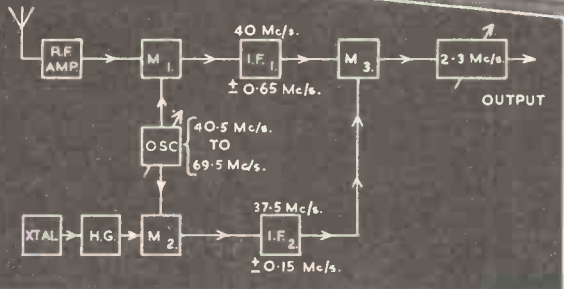 40 Mc/s.
R.F. AMP.
M 1.
I.F. 1.
M 3.
2·3 Mc/s.
± 0·65 Mc/s.
OUTPUT
OSC
40·5 Mc/s.
TO
69·5 Mc/s.
37·5 Mc/s.
XTAL
H.G.
M 2.
I.F. 2.
± 0·15 Mc/s.